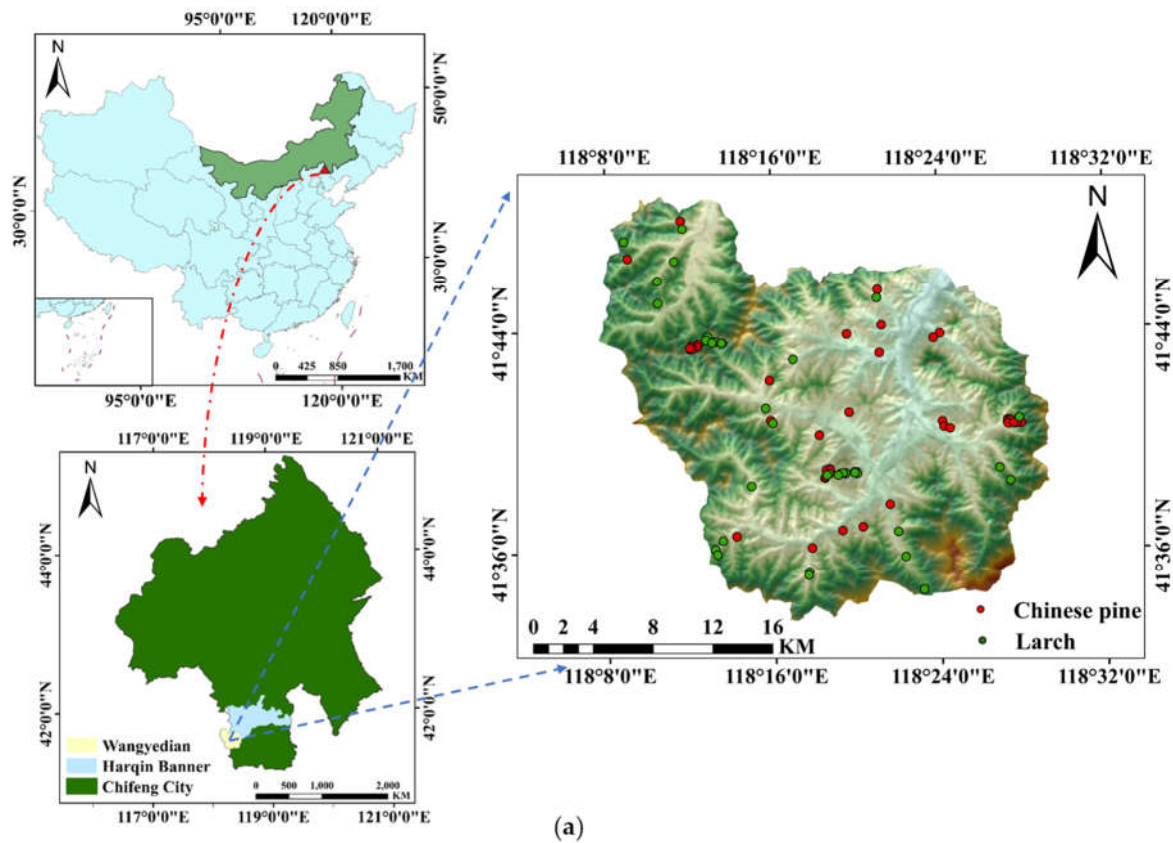 95°0'0"E 120°0'0"E
N
50°0'0"N
30°0'0"N
30°0'0"N
0 425 850 1,700
KM
95°0'0"E 120°0'0"E
117°0'0"E 119°0'0"E 121°0'0"E
N
44°0'0"N
44°0'0"N
42°0'0"N
42°0'0"N
Wangyedian
Harqin Banner
Chifeng City
0 500 1,000 2,000
KM
117°0'0"E 119°0'0"E 121°0'0"E
118°8'0"E 118°16'0"E 118°24'0"E 118°32'0"E
N
41°44'0"N
41°44'0"N
41°36'0"N
41°36'0"N
Chinese pine
Larch
0 2 4 8 12 16
KM
118°8'0"E 118°16'0"E 118°24'0"E 118°32'0"E
(a)